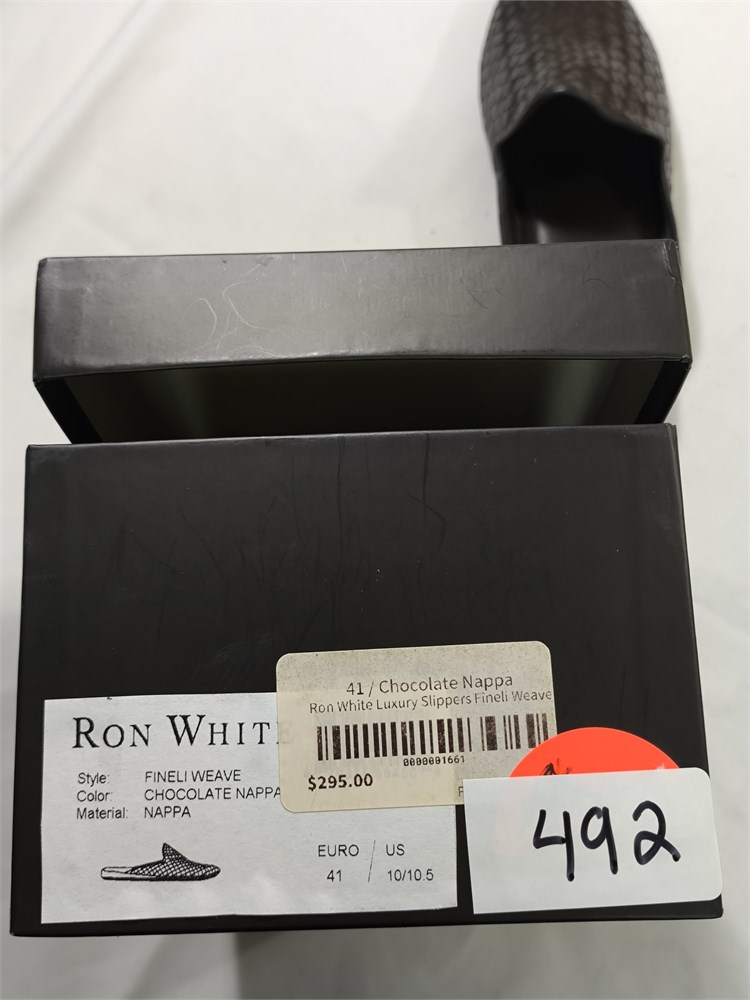 41 / Chocolate Nappa
Ron White Luxury Slippers Fineli Weave
0000001661
$295.00
RON WHITE
Style: FINELI WEAVE
Color: CHOCOLATE NAPPA
Material: NAPPA
EURO / US
41 / 10/10.5
492